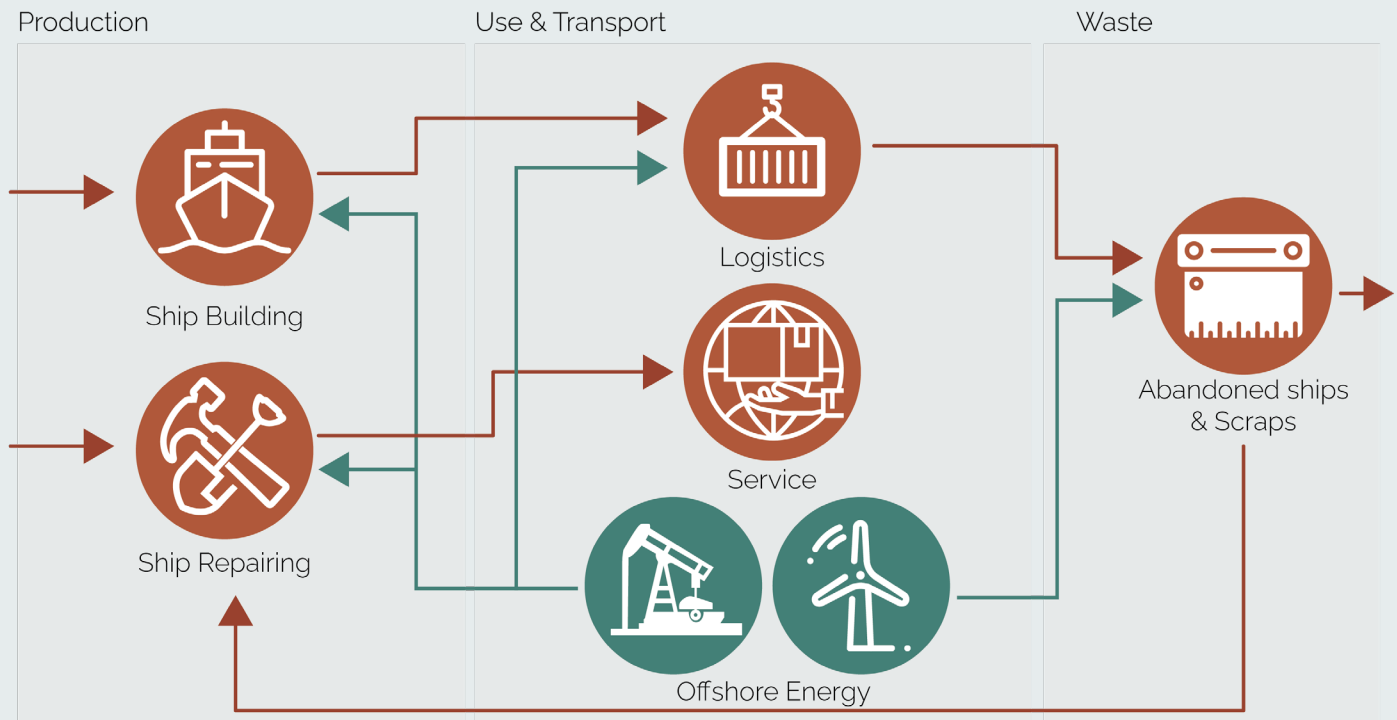 Production
Use & Transport
Waste
Ship Building
Ship Repairing
Logistics
Service
Offshore Energy
Abandoned ships
& Scraps